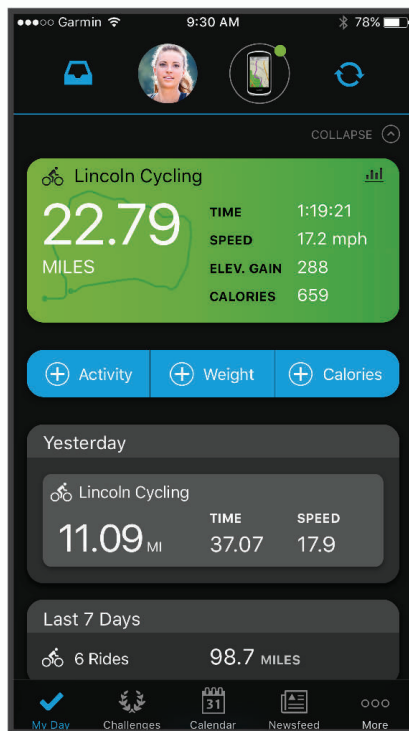 Garmin 9:30 AM 78%
COLLAPSE
Lincoln Cycling
22.79
MILES
TIME 1:19:21
SPEED 17.2 mph
ELEV. GAIN 288
CALORIES 659
Activity Weight Calories
Yesterday
Lincoln Cycling
11.09 MI
TIME SPEED
37.07 17.9
Last 7 Days
6 Rides 98.7 MILES
31
My Day Challenges Calendar Newsfeed More